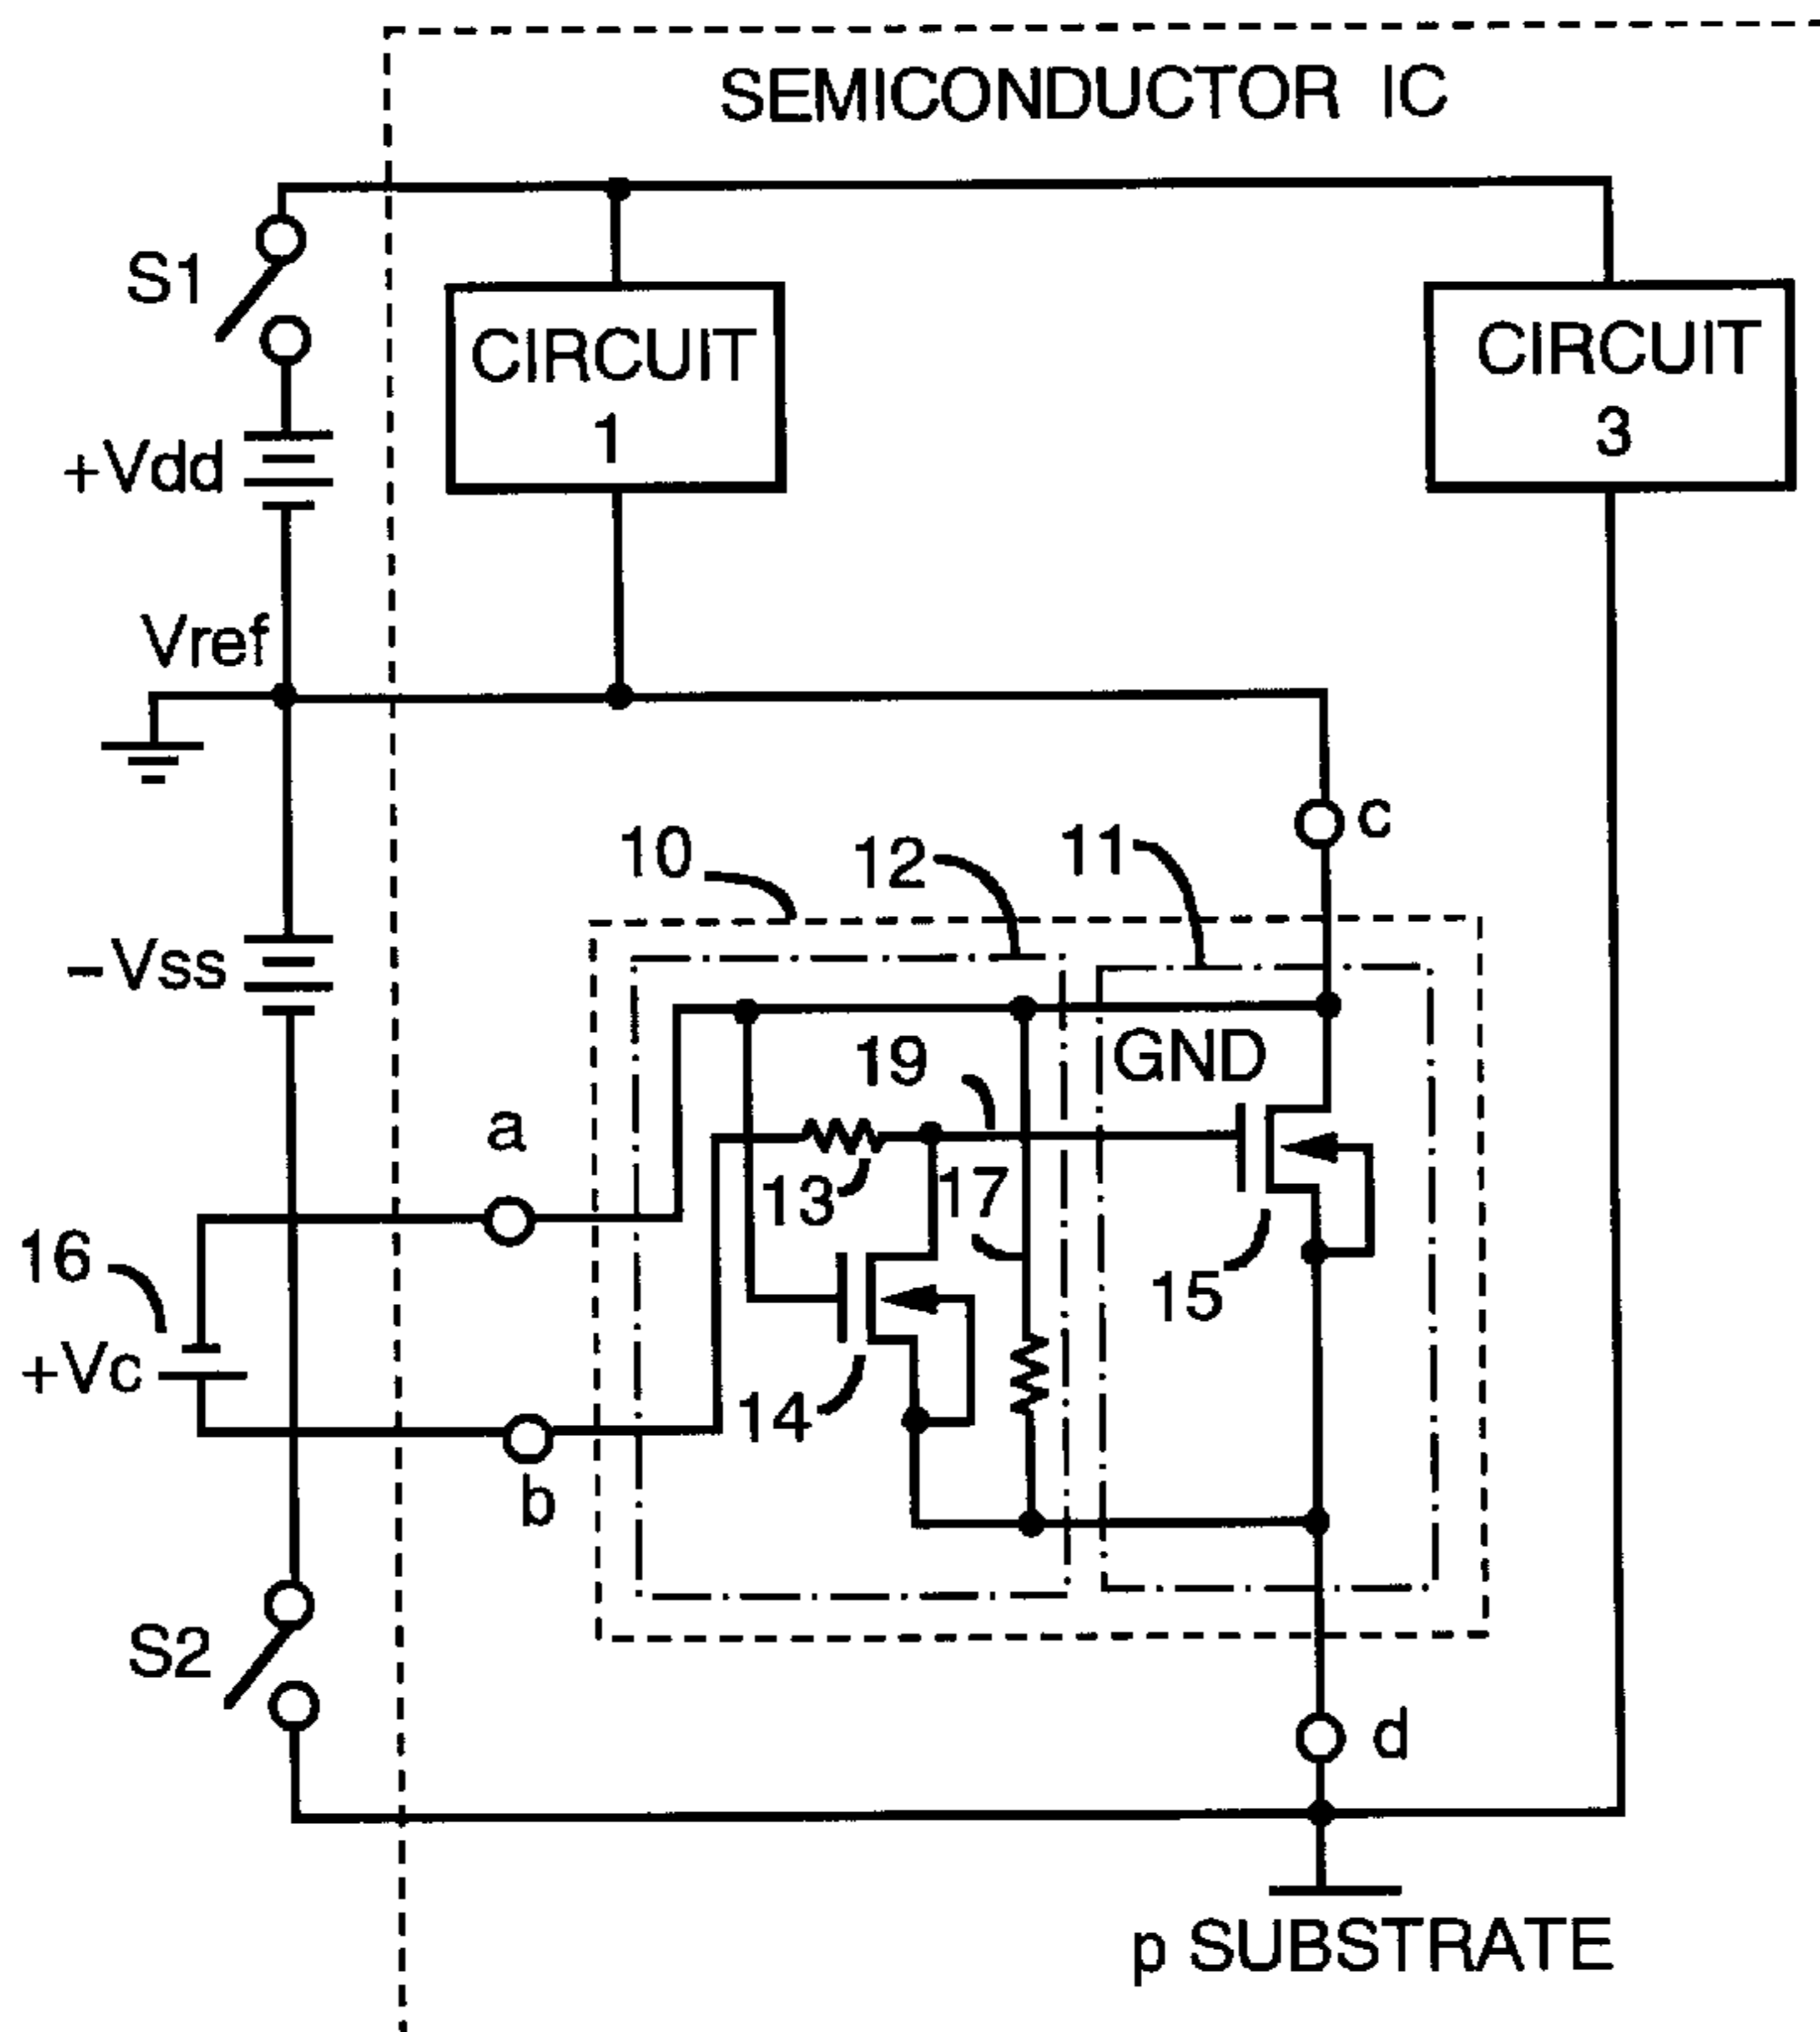 SEMICONDUCTOR IC
S1
CIRCUIT
1
CIRCUIT
3
+Vdd
Vref
c
10
12
11
-Vss
19
GND
a
13
17
16
15
+Vc
14
b
S2
d
p SUBSTRATE